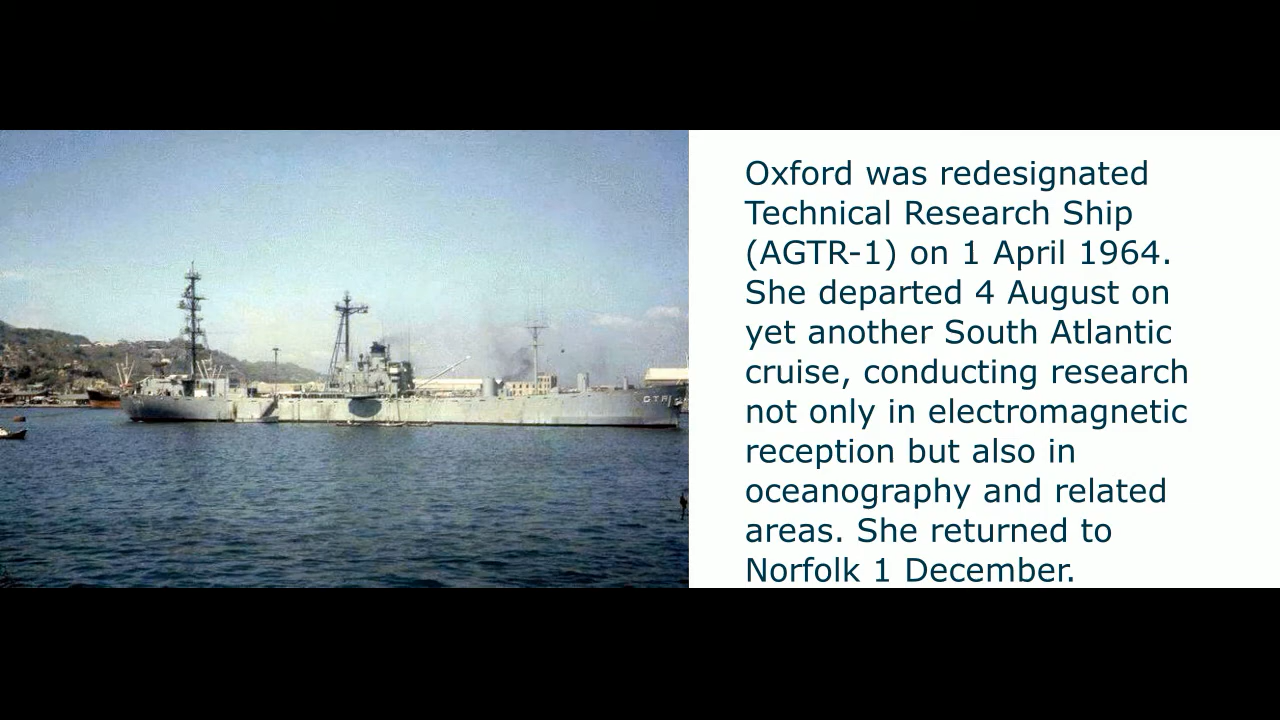 Oxford was redesignated
Technical Research Ship
(AGTR-1) on 1 April 1964.
She departed 4 August on
yet another South Atlantic
cruise, conducting research
not only in electromagnetic
reception but also in
oceanography and related
areas. She returned to
Norfolk 1 December.